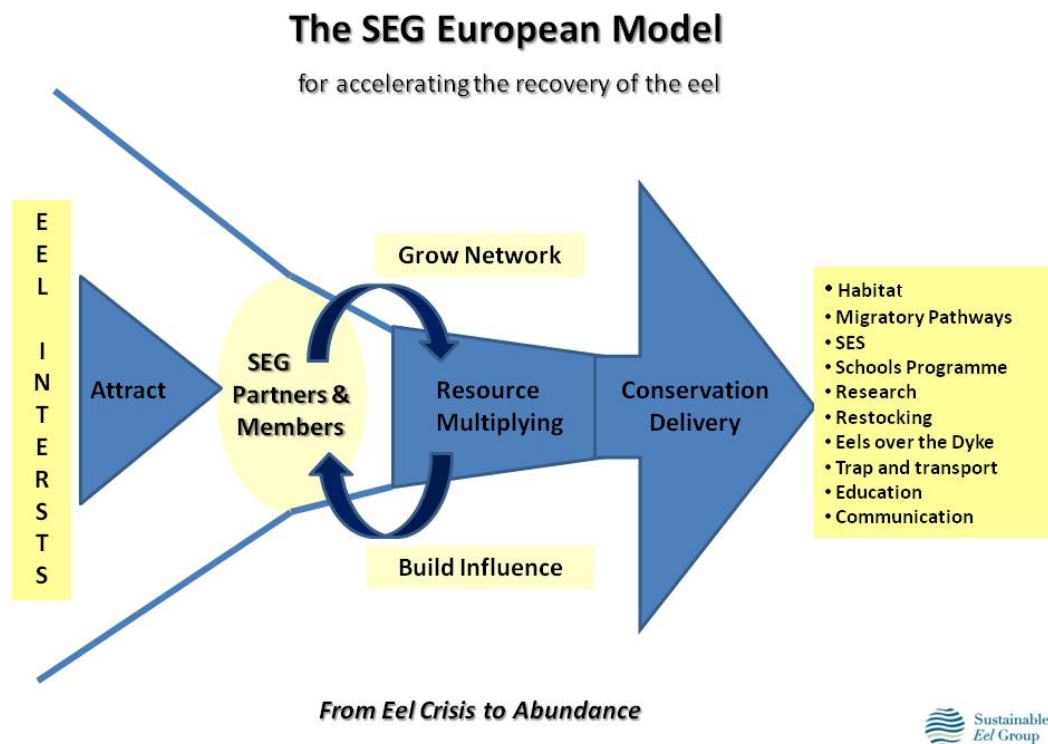 The SEG European Model
for accelerating the recovery of the eel
EEL INTERSTS
Attract
SEG
Partners &
Members
Grow Network
Resource
Multiplying
Build Influence
Conservation
Delivery
• Habitat
• Migratory Pathways
• SES
• Schools Programme
• Research
• Restocking
• Eels over the Dyke
• Trap and transport
• Education
• Communication
From Eel Crisis to Abundance
Sustainable
Eel Group